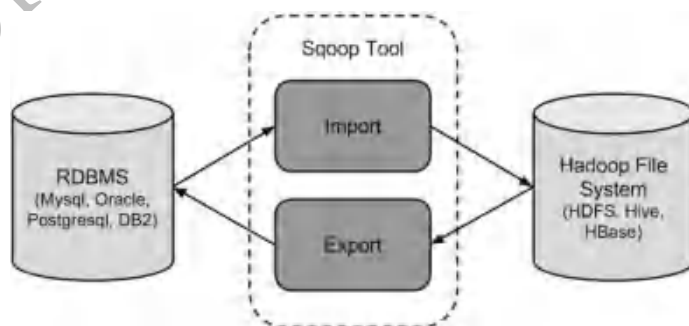 Sqoop Tool
Import
RDBMS
(Mysql, Oracle,
Postgresql, DB2)
Hadoop File
System
(HDFS, Hive,
HBase)
Export